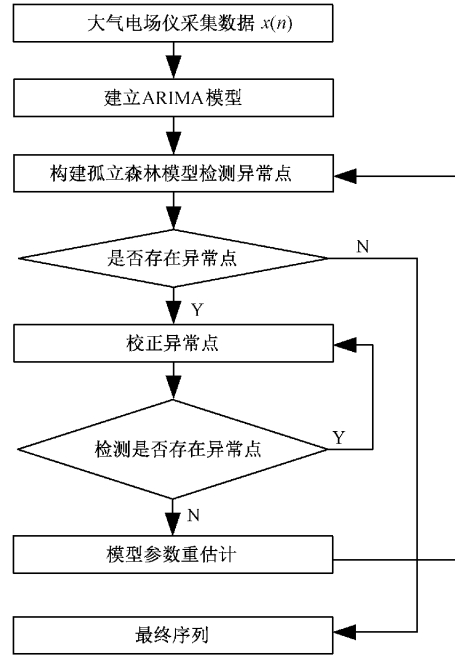 大气电场仪采集数据 x(n)
建立ARIMA模型
构建孤立森林模型检测异常点
是否存在异常点
N
Y
校正异常点
检测是否存在异常点
Y
N
模型参数重估计
最终序列